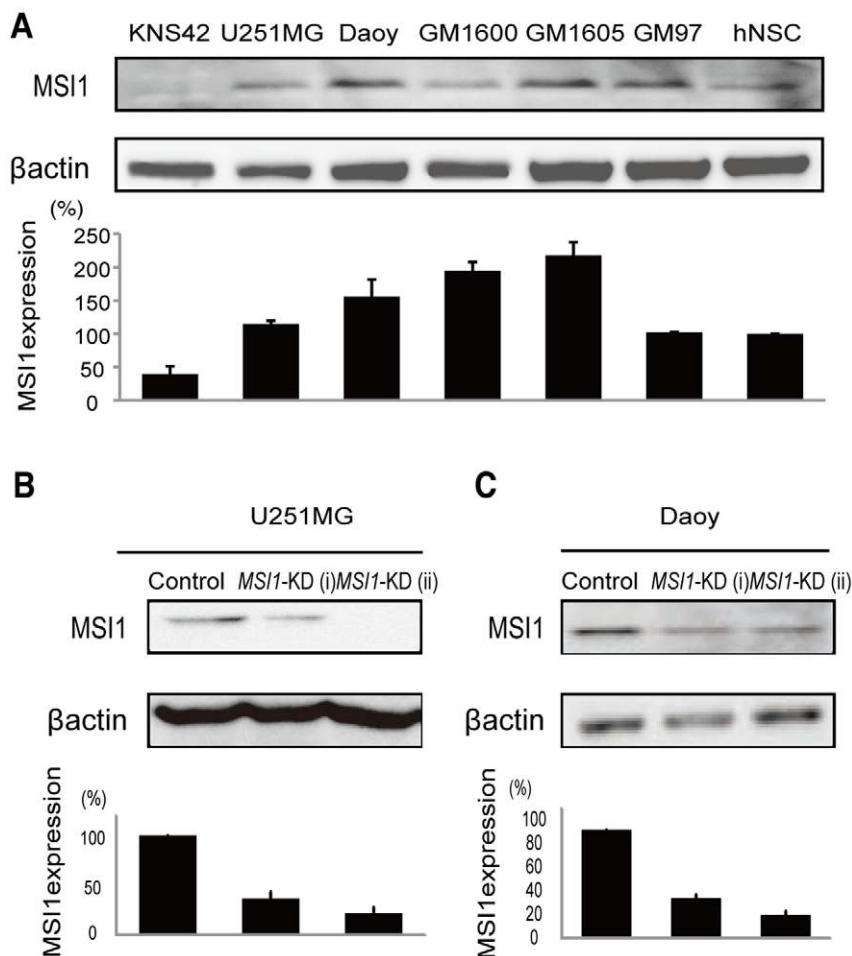 A
KNS42 U251MG Daoy GM1600 GM1605 GM97 hNSC
MSI1
βactin
(%)
MSI1expression
250
200
150
100
50
0
B
U251MG
Control MSI1-KD (i)MSI1-KD (ii)
MSI1
βactin
(%)
MSI1expression
100
50
0
C
Daoy
Control MSI1-KD (i)MSI1-KD (ii)
MSI1
βactin
(%)
MSI1expression
100
80
60
40
20
0